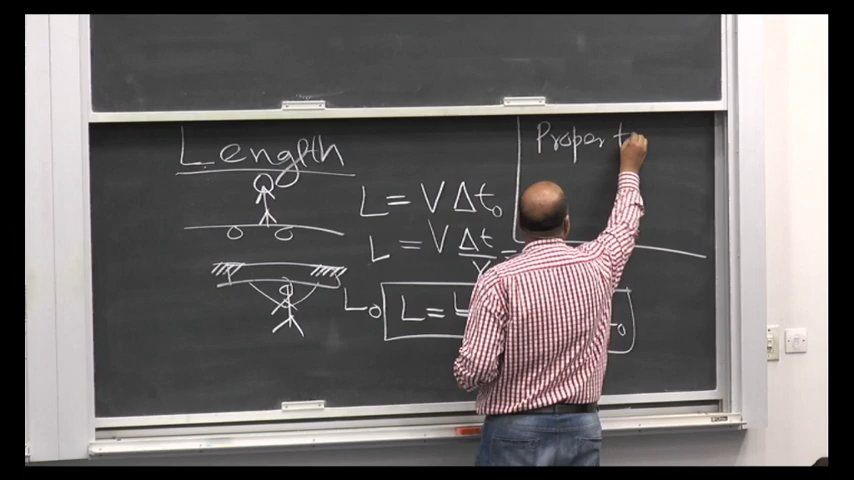 Length
Proper t
L = V Δt₀
L = V Δt/γ =
L₀
L = L